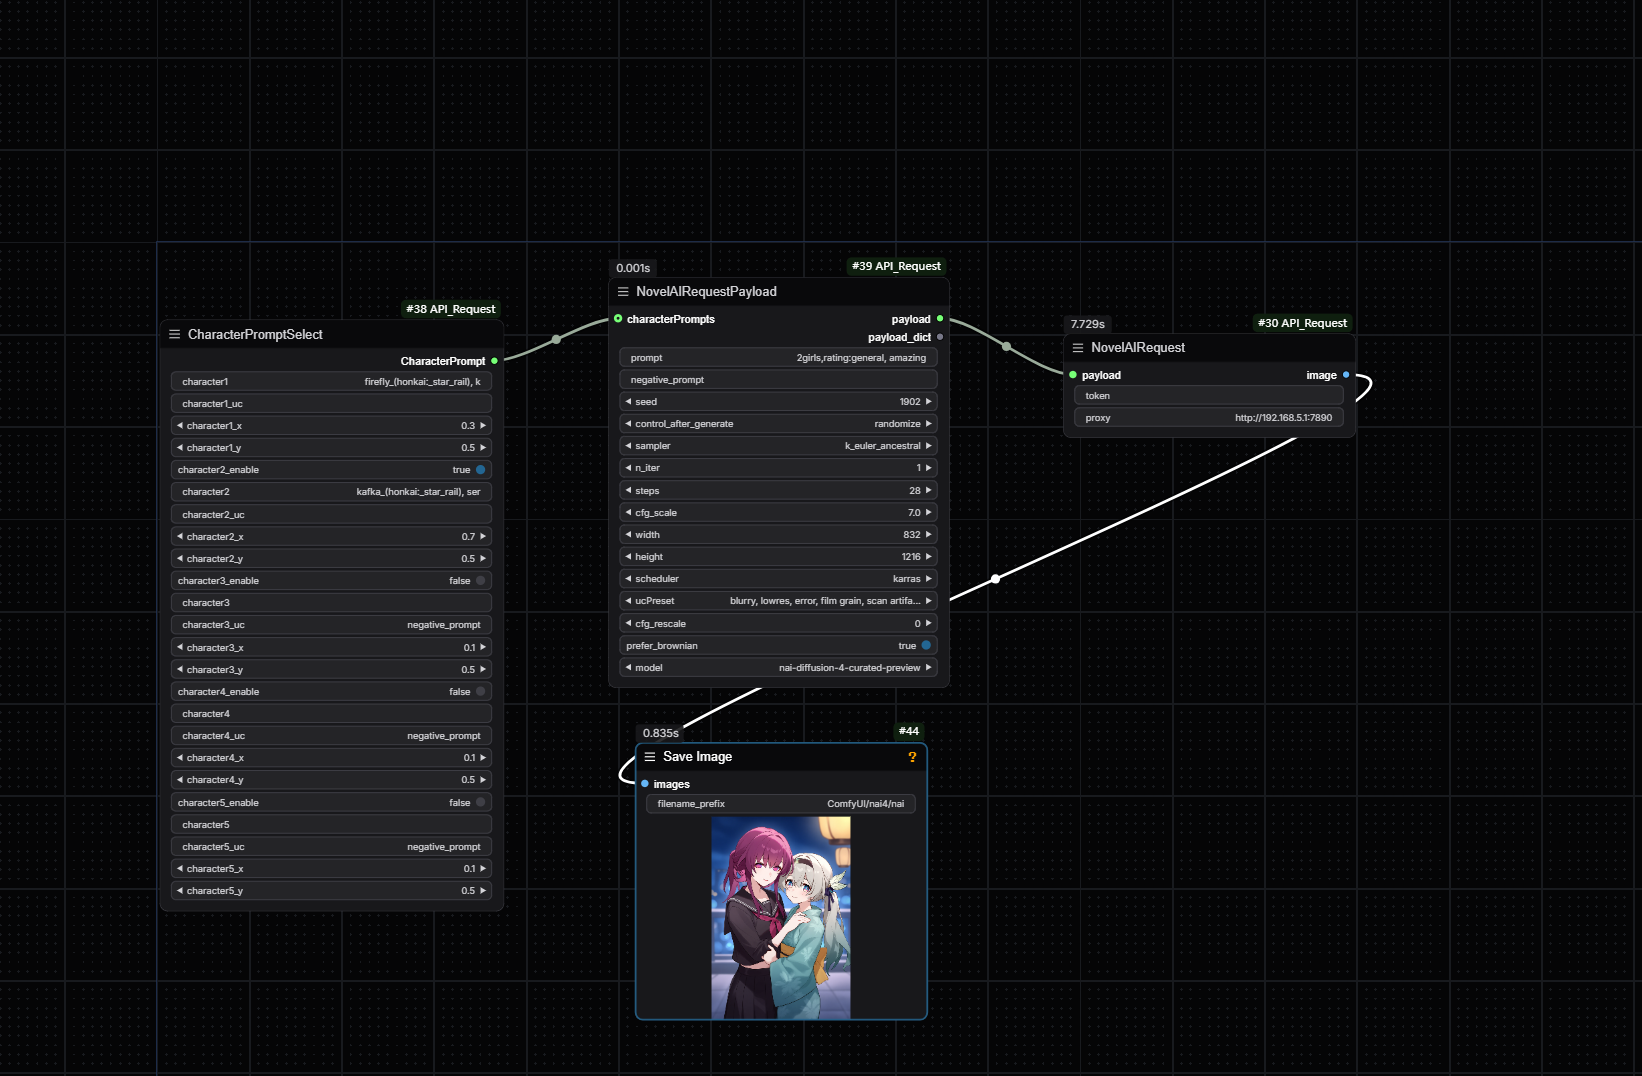 #38 API_Request
CharacterPromptSelect
CharacterPrompt
character1 firefly_(honkai:_star_rail), k
character1_uc
character1_x 0.3
character1_y 0.5
character2_enable true
character2 kafka_(honkai:_star_rail), ser
character2_uc
character2_x 0.7
character2_y 0.5
character3_enable false
character3
character3_uc negative_prompt
character3_x 0.1
character3_y 0.5
character4_enable false
character4
character4_uc negative_prompt
character4_x 0.1
character4_y 0.5
character5_enable false
character5
character5_uc negative_prompt
character5_x 0.1
character5_y 0.5
0.001s #39 API_Request
NovelAIRequestPayload
characterPrompts payload
payload_dict
prompt 2girls,rating:general, amazing
negative_prompt
seed 1902
control_after_generate randomize
sampler k_euler_ancestral
n_iter 1
steps 28
cfg_scale 7.0
width 832
height 1216
scheduler karras
ucPreset blurry, lowres, error, film grain, scan artifa...
cfg_rescale 0
prefer_brownian true
model nai-diffusion-4-curated-preview
7.729s #30 API_Request
NovelAIRequest
payload image
token
proxy http://192.168.5.1:7890
0.835s #44
Save Image ?
images
filename_prefix ComfyUI/nai4/nai